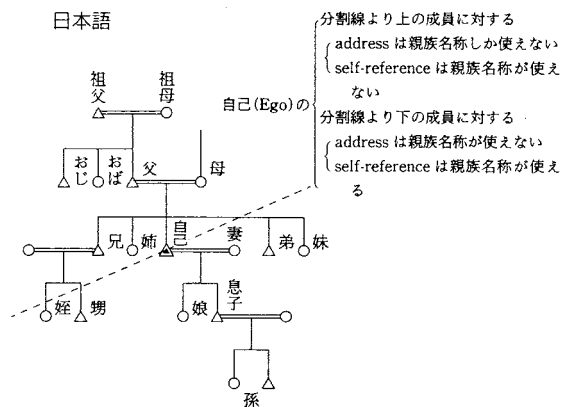 日本語
分割線より上の成員に対する
address は親族名称しか使えない
self-reference は親族名称が使え
ない
自己(Ego)の
分割線より下の成員に対する
address は親族名称が使えない
self-reference は親族名称が使え
る
祖父
祖母
おじ
おば
父
母
兄
姉
自己
妻
弟
妹
姪
甥
娘
息子
孫